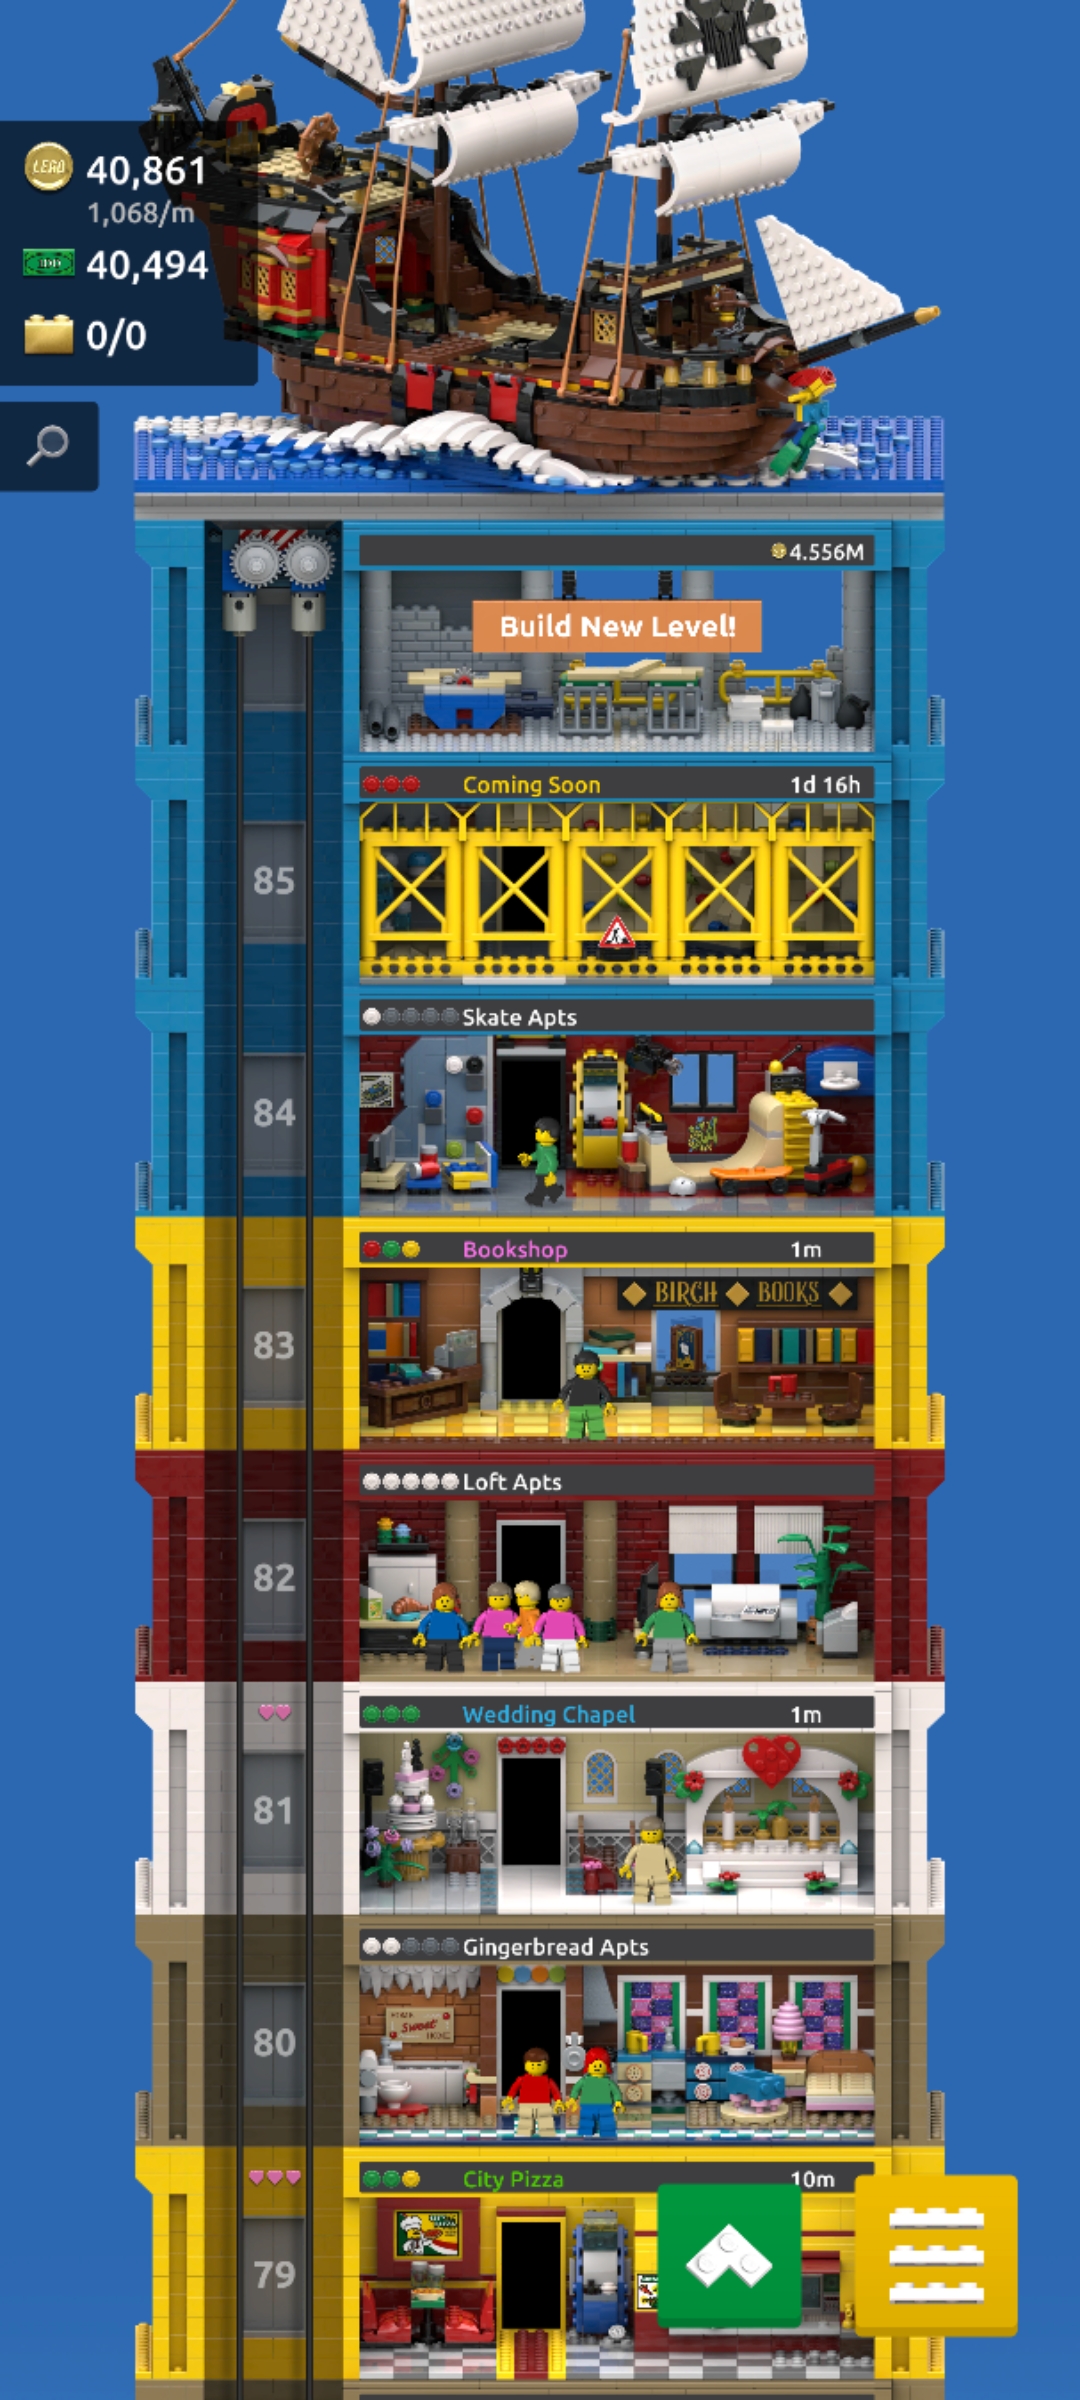 LEGO
40,861
1,068/m
40,494
0/0
4.556M
Build New Level!
Coming Soon
1d 16h
85
Skate Apts
84
Bookshop
1m
BIRCH BOOKS
83
Loft Apts
82
Wedding Chapel
1m
81
Gingerbread Apts
Sweet
80
City Pizza
10m
79